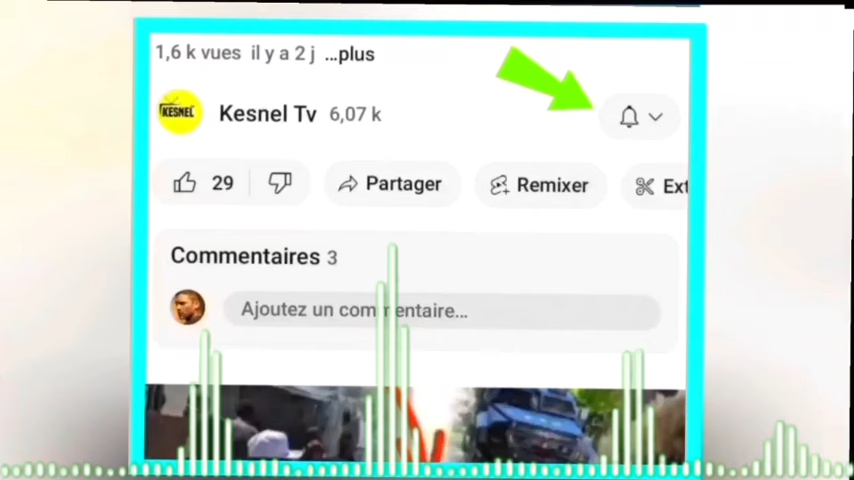 1,6 k vues il y a 2 j ...plus
KESNEL
Kesnel Tv 6,07 k
29
Partager
Remixer
Ext
Commentaires 3
Ajoutez un commentaire...